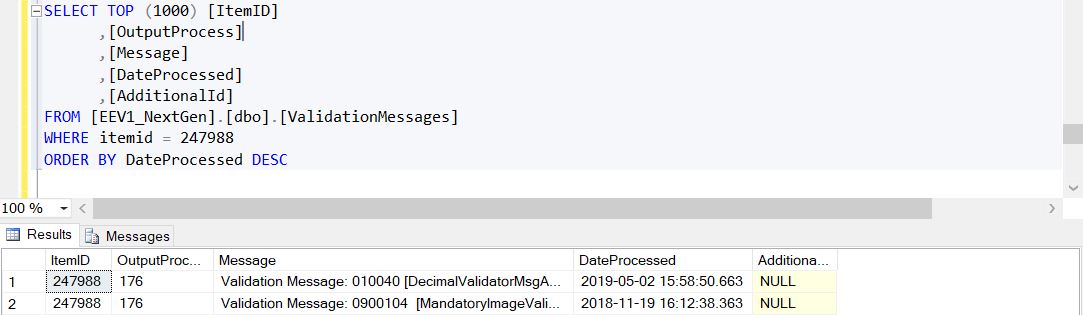 SELECT TOP (1000) [ItemID]
,[OutputProcess]
,[Message]
,[DateProcessed]
,[AdditionalId]
FROM [EEV1_NextGen].[dbo].[ValidationMessages]
WHERE itemid = 247988
ORDER BY DateProcessed DESC
100 %
Results Messages
ItemID OutputProc... Message DateProcessed Additiona...
1 247988 176 Validation Message: 010040 [DecimalValidatorMsgA... 2019-05-02 15:58:50.663 NULL
2 247988 176 Validation Message: 0900104 [MandatoryImageVali... 2018-11-19 16:12:38.363 NULL